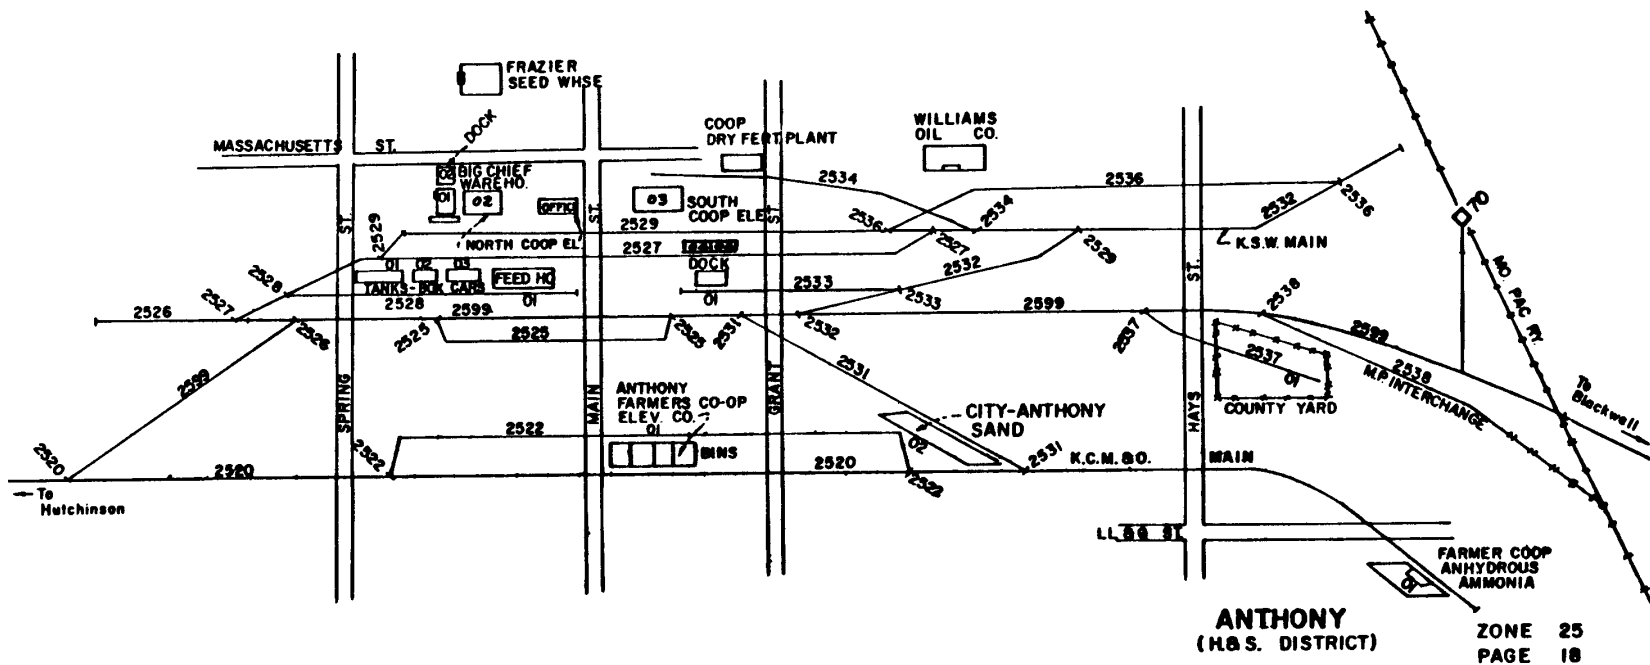 FRAZIER
SEED WHSE
DOCK
MASSACHUSETTS ST.
COOP
DRY FERT. PLANT
WILLIAMS
OIL CO.
02
BIG CHIEF
WAREHO.
01
02
03
SOUTH
COOP ELE
2534
2536
2529
2529
NORTH COOP EL
2527
2536
2534
2527
2532
2536
K.S.W. MAIN
70
2528
01
02
03
TANKS-BOX CARS
FEED HO
01
DOCK
01
2532
2529
ST.
ST.
ST.
ST.
MO. PAC RY.
2526
2527
2528
2599
2533
2533
2599
2538
2526
2525
2525
2525
2531
2532
2537
2599
2599
2531
2537
01
2538
M.P. INTERCHANGE
COUNTY YARD
SPRING
MAIN
GRANT
HAYS
ANTHONY
FARMERS CO-OP
ELEV. CO.
01
BINS
CITY-ANTHONY
SAND
02
To
Blackwell
2522
2520
2520
2522
2520
2522
2531
K.C.M. & O. MAIN
To
Hutchinson
FARMER COOP
ANHYDROUS
AMMONIA
01
ANTHONY
(H.& S. DISTRICT)
ZONE 25
PAGE 18